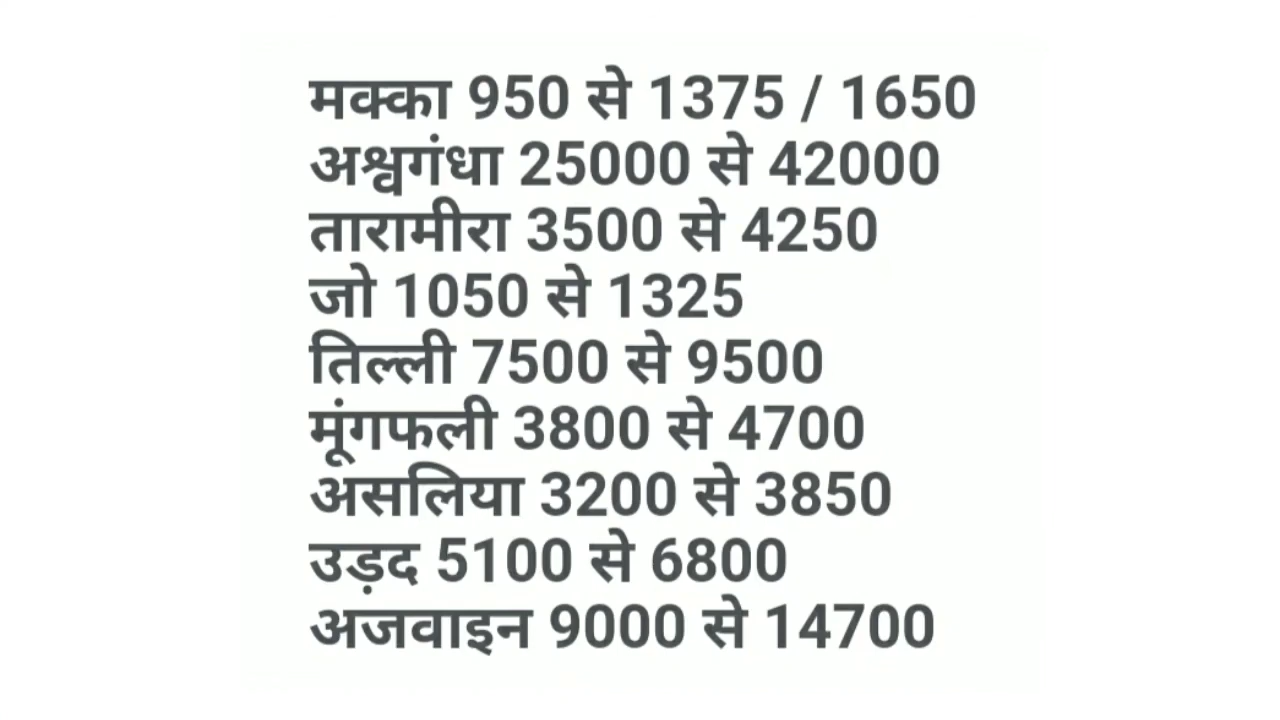 मक्का 950 से 1375 / 1650
अश्वगंधा 25000 से 42000
तारामीरा 3500 से 4250
जो 1050 से 1325
तिल्ली 7500 से 9500
मूंगफली 3800 से 4700
असलिया 3200 से 3850
उड़द 5100 से 6800
अजवाइन 9000 से 14700